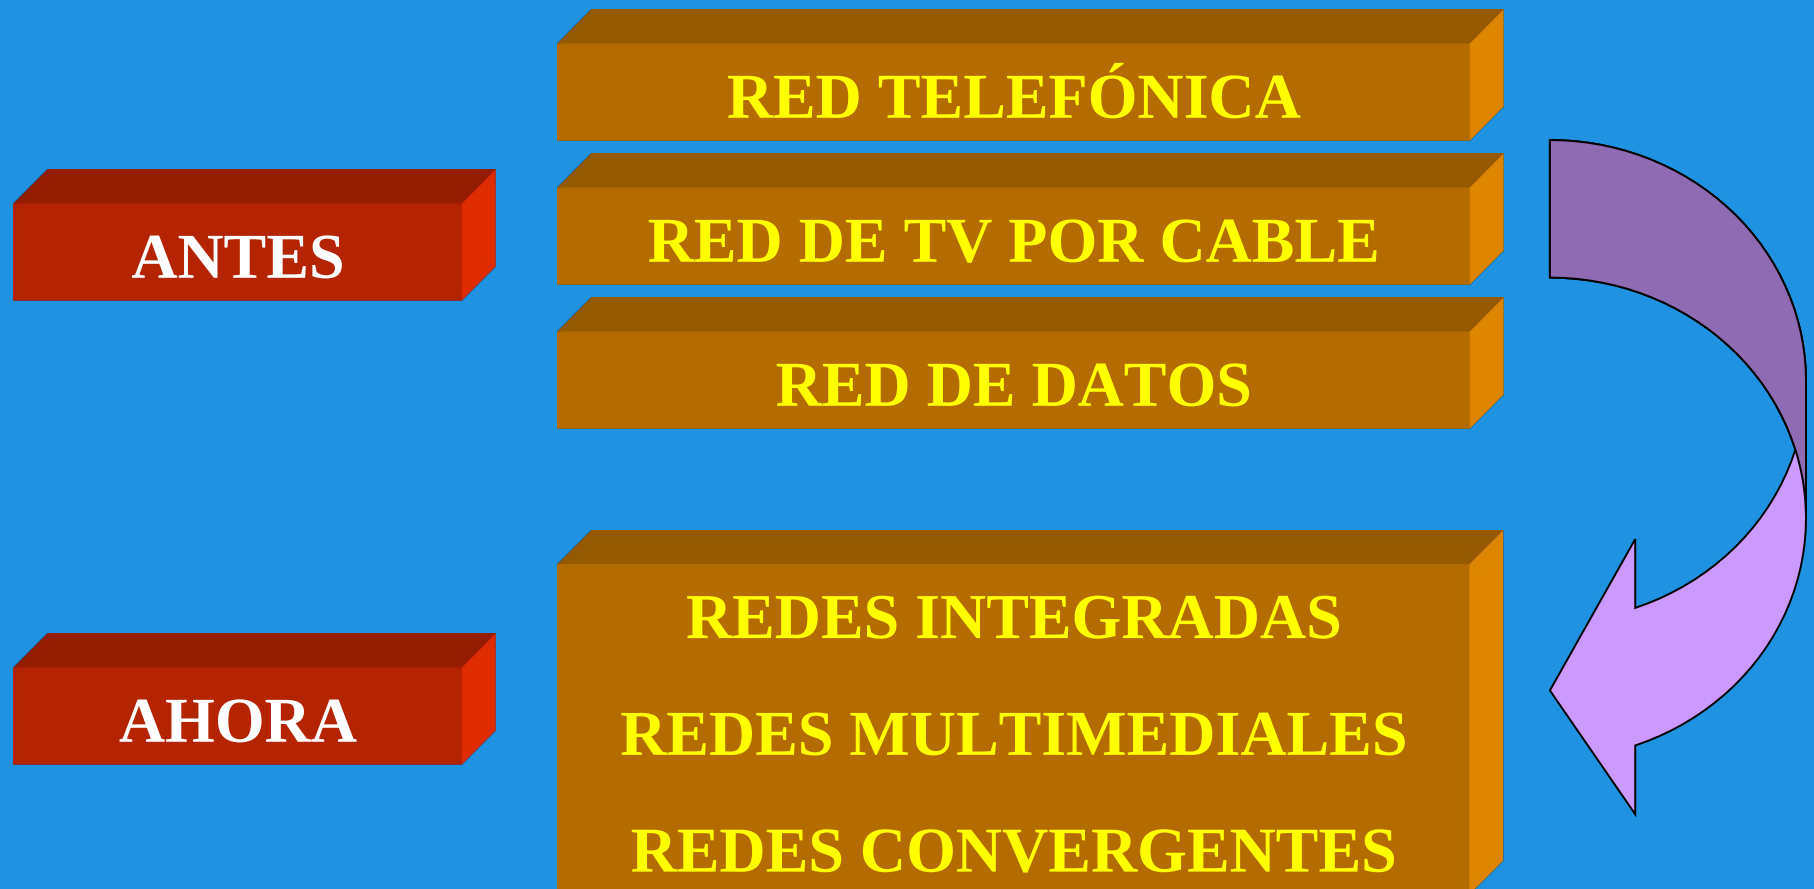 ANTES
RED TELEFÓNICA
RED DE TV POR CABLE
RED DE DATOS
AHORA
REDES INTEGRADAS
REDES MULTIMEDIALES
REDES CONVERGENTES